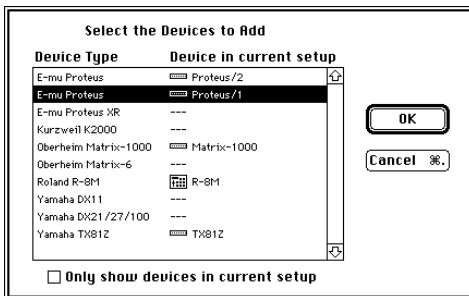 Select the Devices to Add
Device Type Device in current setup
E-mu Proteus Proteus/2
E-mu Proteus Proteus/1
E-mu Proteus XR ---
Kurzweil K2000 ---
Oberheim Matrix-1000 Matrix-1000
Oberheim Matrix-6 ---
Roland R-8M R-8M
Yamaha DX11 ---
Yamaha DX21/27/100 ---
Yamaha TX81Z TX81Z
OK
Cancel ⌘.
Only show devices in current setup